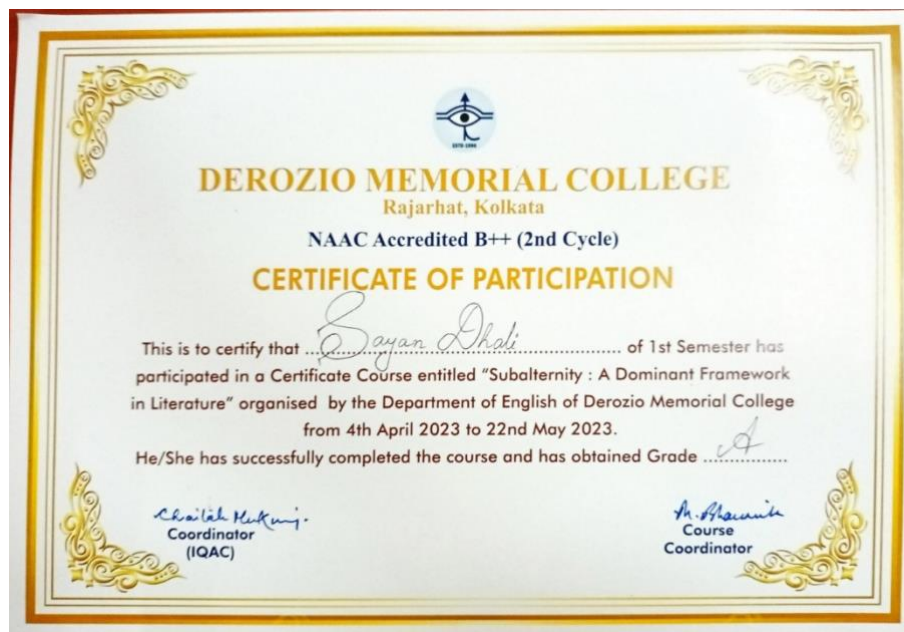 ESTD-1996
DEROZIO MEMORIAL COLLEGE
Rajarhat, Kolkata
NAAC Accredited B++ (2nd Cycle)
CERTIFICATE OF PARTICIPATION
This is to certify that Sayan Dhali of 1st Semester has
participated in a Certificate Course entitled “Subalternity : A Dominant Framework
in Literature” organised by the Department of English of Derozio Memorial College
from 4th April 2023 to 22nd May 2023.
He/She has successfully completed the course and has obtained Grade A
Coordinator
(IQAC)
Course
Coordinator